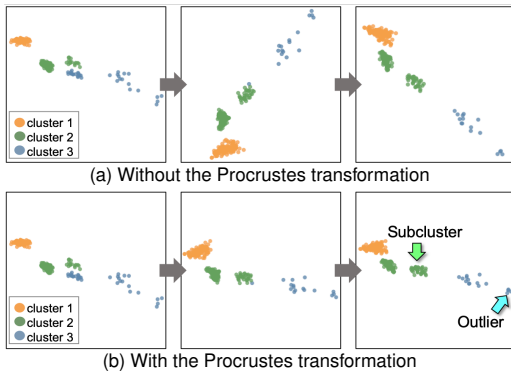 cluster 1
cluster 2
cluster 3
(a) Without the Procrustes transformation
Subcluster
cluster 1
cluster 2
cluster 3
Outlier
(b) With the Procrustes transformation